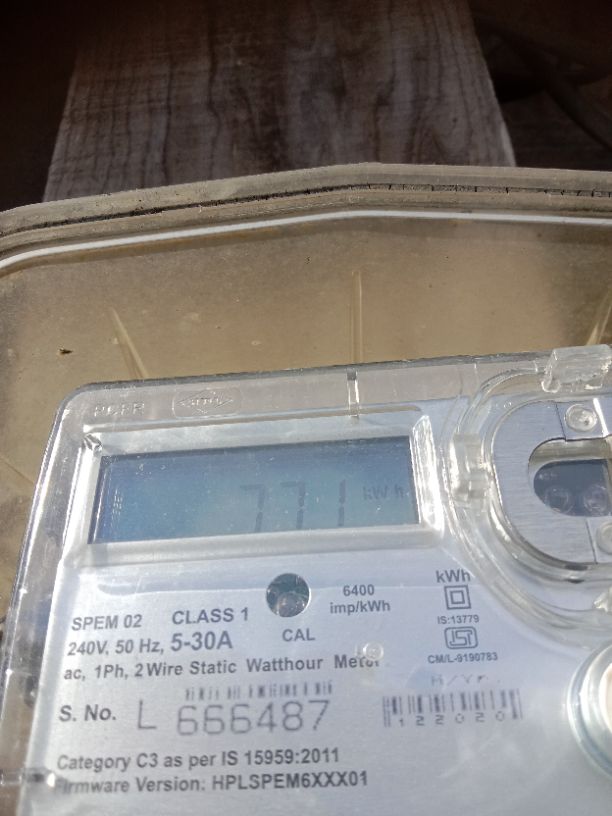 771 kWh
6400
imp/kWh
kWh
IS:13779
CM/L-9190783
SPEM 02 CLASS 1
240V, 50 Hz, 5-30A
CAL
ac, 1Ph, 2 Wire Static Watthour Meter
M/Yr.
S. No. L 666487
122020
Category C3 as per IS 15959:2011
Firmware Version: HPLSPEM6XXX01